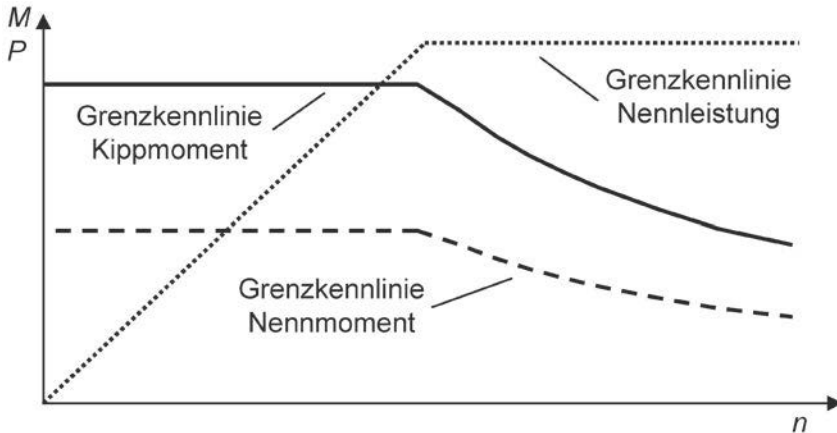 M
P
Grenzkennlinie
Kippmoment
Grenzkennlinie
Nennleistung
Grenzkennlinie
Nennmoment
n